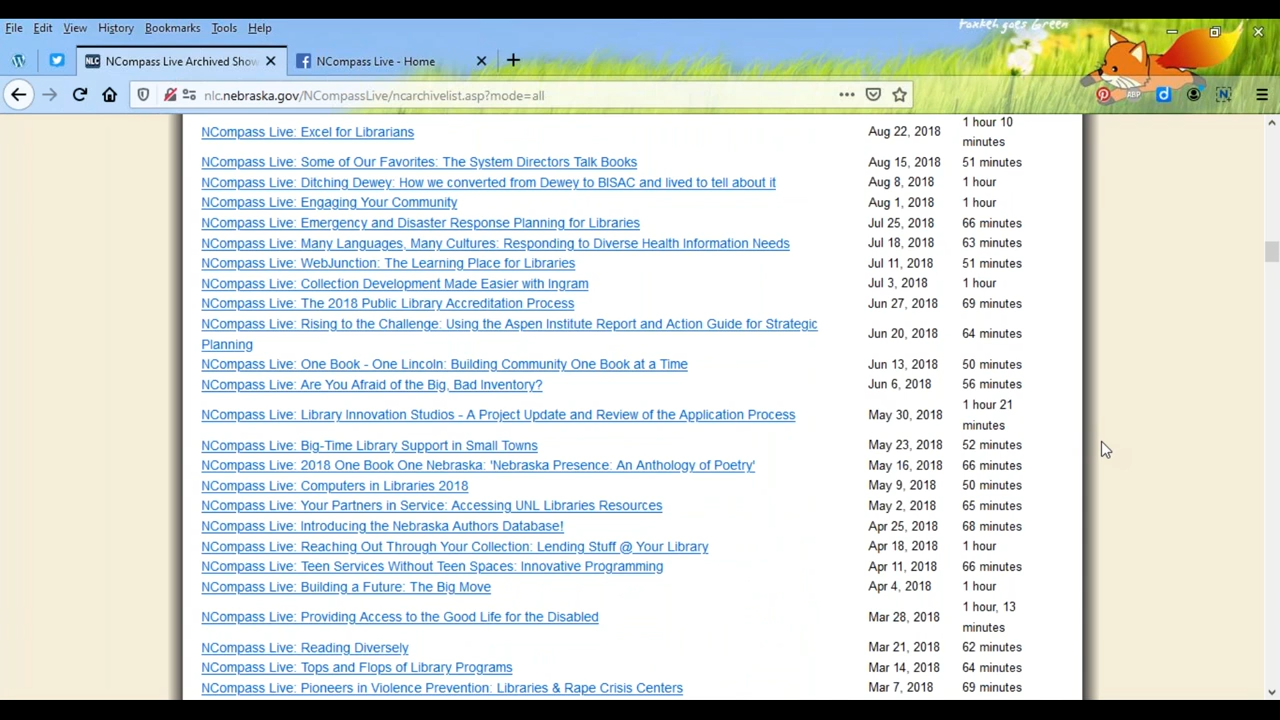 foxkeh goes Green
File Edit View History Bookmarks Tools Help
NLC NCompass Live Archived Show
NCompass Live - Home
nlc.nebraska.gov/NCompassLive/ncarchivelist.asp?mode=all
ABP
NCompass Live: Excel for Librarians Aug 22, 2018 1 hour 10 minutes
NCompass Live: Some of Our Favorites: The System Directors Talk Books Aug 15, 2018 51 minutes
NCompass Live: Ditching Dewey: How we converted from Dewey to BISAC and lived to tell about it Aug 8, 2018 1 hour
NCompass Live: Engaging Your Community Aug 1, 2018 1 hour
NCompass Live: Emergency and Disaster Response Planning for Libraries Jul 25, 2018 66 minutes
NCompass Live: Many Languages, Many Cultures: Responding to Diverse Health Information Needs Jul 18, 2018 63 minutes
NCompass Live: WebJunction: The Learning Place for Libraries Jul 11, 2018 51 minutes
NCompass Live: Collection Development Made Easier with Ingram Jul 3, 2018 1 hour
NCompass Live: The 2018 Public Library Accreditation Process Jun 27, 2018 69 minutes
NCompass Live: Rising to the Challenge: Using the Aspen Institute Report and Action Guide for Strategic
Planning Jun 20, 2018 64 minutes
NCompass Live: One Book - One Lincoln: Building Community One Book at a Time Jun 13, 2018 50 minutes
NCompass Live: Are You Afraid of the Big, Bad Inventory? Jun 6, 2018 56 minutes
NCompass Live: Library Innovation Studios - A Project Update and Review of the Application Process May 30, 2018 1 hour 21 minutes
NCompass Live: Big-Time Library Support in Small Towns May 23, 2018 52 minutes
NCompass Live: 2018 One Book One Nebraska: 'Nebraska Presence: An Anthology of Poetry' May 16, 2018 66 minutes
NCompass Live: Computers in Libraries 2018 May 9, 2018 50 minutes
NCompass Live: Your Partners in Service: Accessing UNL Libraries Resources May 2, 2018 65 minutes
NCompass Live: Introducing the Nebraska Authors Database! Apr 25, 2018 68 minutes
NCompass Live: Reaching Out Through Your Collection: Lending Stuff @ Your Library Apr 18, 2018 1 hour
NCompass Live: Teen Services Without Teen Spaces: Innovative Programming Apr 11, 2018 66 minutes
NCompass Live: Building a Future: The Big Move Apr 4, 2018 1 hour
NCompass Live: Providing Access to the Good Life for the Disabled Mar 28, 2018 1 hour, 13 minutes
NCompass Live: Reading Diversely Mar 21, 2018 62 minutes
NCompass Live: Tops and Flops of Library Programs Mar 14, 2018 64 minutes
NCompass Live: Pioneers in Violence Prevention: Libraries & Rape Crisis Centers Mar 7, 2018 69 minutes